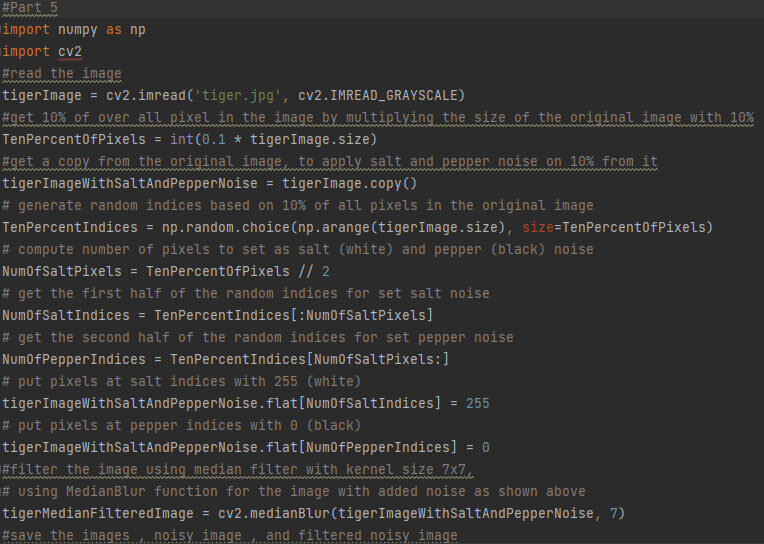 #Part 5
import numpy as np
import cv2
#read the image
tigerImage = cv2.imread('tiger.jpg', cv2.IMREAD_GRAYSCALE)
#get 10% of over all pixel in the image by multiplying the size of the original image with 10%
TenPercentOfPixels = int(0.1 * tigerImage.size)
#get a copy from the original image, to apply salt and pepper noise on 10% from it
tigerImageWithSaltAndPepperNoise = tigerImage.copy()
# generate random indices based on 10% of all pixels in the original image
TenPercentIndices = np.random.choice(np.arange(tigerImage.size), size=TenPercentOfPixels)
# compute number of pixels to set as salt (white) and pepper (black) noise
NumOfSaltPixels = TenPercentOfPixels // 2
# get the first half of the random indices for set salt noise
NumOfSaltIndices = TenPercentIndices[:NumOfSaltPixels]
# get the second half of the random indices for set pepper noise
NumOfPepperIndices = TenPercentIndices[NumOfSaltPixels:]
# put pixels at salt indices with 255 (white)
tigerImageWithSaltAndPepperNoise.flat[NumOfSaltIndices] = 255
# put pixels at pepper indices with 0 (black)
tigerImageWithSaltAndPepperNoise.flat[NumOfPepperIndices] = 0
#filter the image using median filter with kernel size 7x7,
# using MedianBlur function for the image with added noise as shown above
tigerMedianFilteredImage = cv2.medianBlur(tigerImageWithSaltAndPepperNoise, 7)
#save the images , noisy image , and filtered noisy image